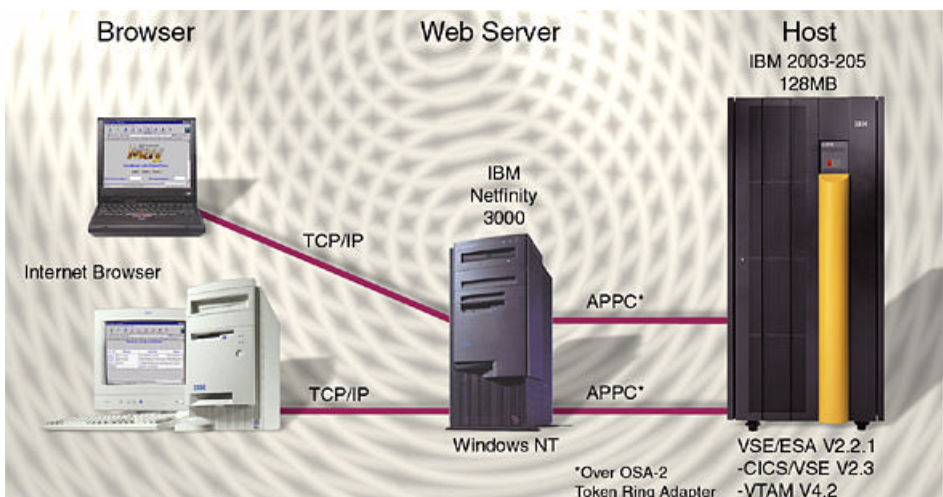 Browser
Web Server
Host
IBM 2003-205
128MB
IBM
IBM
Netfinity
3000
TCP/IP
Internet Browser
APPC*
TCP/IP
APPC*
Windows NT
VSE/ESA V2.2.1
-CICS/VSE V2.3
-VTAM V4.2
*Over OSA-2
Token Ring Adapter